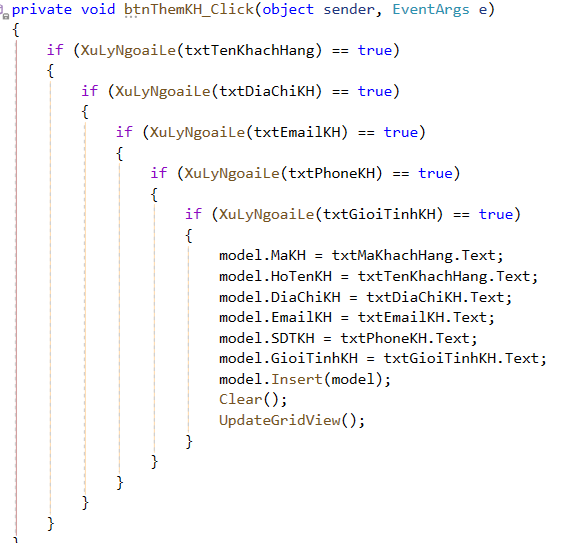 private void btnThemKH_Click(object sender, EventArgs e)
{
    if (XuLyNgoaiLe(txtTenKhachHang) == true)
    {
        if (XuLyNgoaiLe(txtDiaChiKH) == true)
        {
            if (XuLyNgoaiLe(txtEmailKH) == true)
            {
                if (XuLyNgoaiLe(txtPhoneKH) == true)
                {
                    if (XuLyNgoaiLe(txtGioiTinhKH) == true)
                    {
                        model.MaKH = txtMaKhachHang.Text;
                        model.HoTenKH = txtTenKhachHang.Text;
                        model.DiaChiKH = txtDiaChiKH.Text;
                        model.EmailKH = txtEmailKH.Text;
                        model.SDTKH = txtPhoneKH.Text;
                        model.GioiTinhKH = txtGioiTinhKH.Text;
                        model.Insert(model);
                        Clear();
                        UpdateGridView();
                    }
                }
            }
        }
    }
}